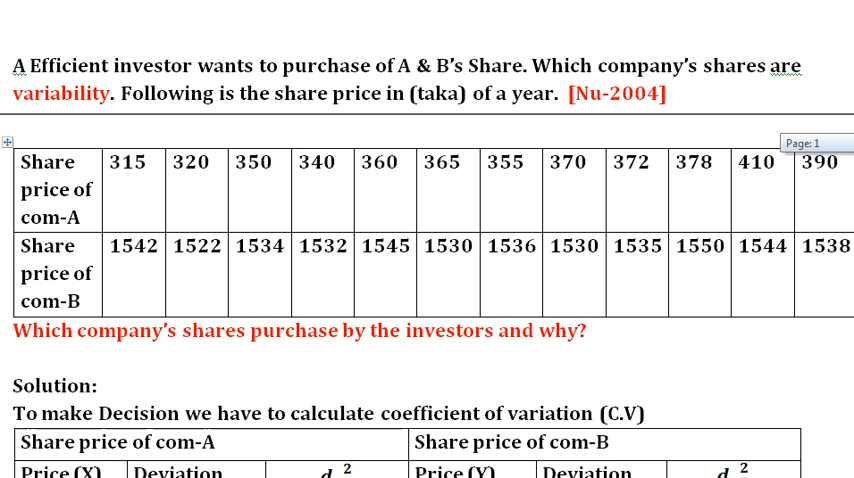 A Efficient investor wants to purchase of A & B's Share. Which company's shares are
variability. Following is the share price in (taka) of a year. [Nu-2004]
Page: 1
Share price of com-A 315 320 350 340 360 365 355 370 372 378 410 390
Share price of com-B 1542 1522 1534 1532 1545 1530 1536 1530 1535 1550 1544 1538
Which company's shares purchase by the investors and why?
Solution:
To make Decision we have to calculate coefficient of variation (C.V)
Share price of com-A Share price of com-B
Price (X) Deviation d 2 Price (Y) Deviation d 2